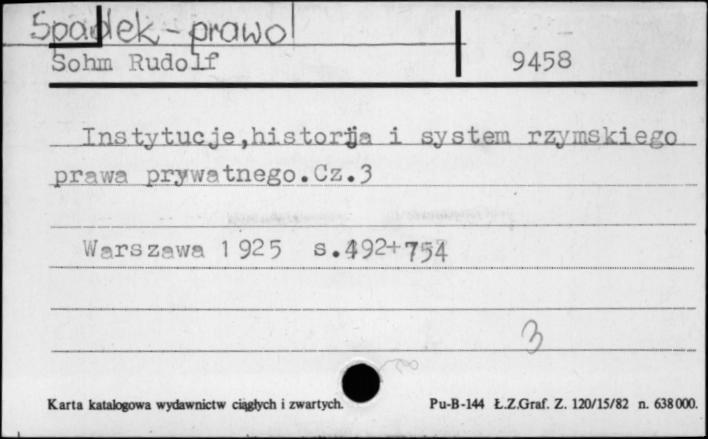 Spadek - prawo
Sohm Rudolf 9458
Instytucje,historja i system rzymskiego
prawa prywatnego.Cz.3
Warszawa 1925 s.492+754
3
Karta katalogowa wydawnictw ciągłych i zwartych. Pu-B-144 Ł.Z.Graf. Z. 120/15/82 n. 638000.